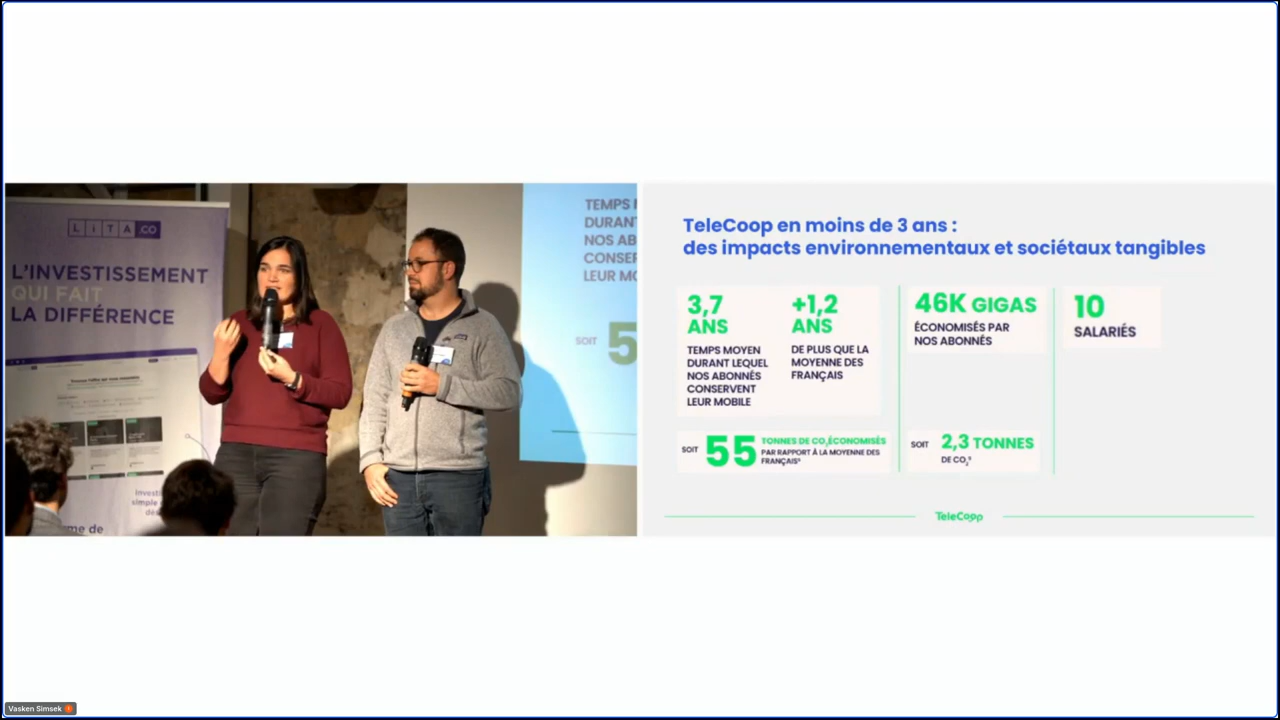 LiTA.CO
L'INVESTISSEMENT
QUI FAIT
LA DIFFÉRENCE
TEMPS
DURANT
NOS AB
CONSER
LEUR MO
SOIT 5
TeleCoop en moins de 3 ans :
des impacts environnementaux et sociétaux tangibles
3,7
ANS
TEMPS MOYEN
DURANT LEQUEL
NOS ABONNÉS
CONSERVENT
LEUR MOBILE
+1,2
ANS
DE PLUS QUE LA
MOYENNE DES
FRANÇAIS
SOIT 55 TONNES DE CO2 ÉCONOMISÉS
PAR RAPPORT À LA MOYENNE DES
FRANÇAIS*
46K GIGAS
ÉCONOMISÉS PAR
NOS ABONNÉS
SOIT 2,3 TONNES
DE CO2*
10
SALARIÉS
TeleCoop
Vasken Simsek